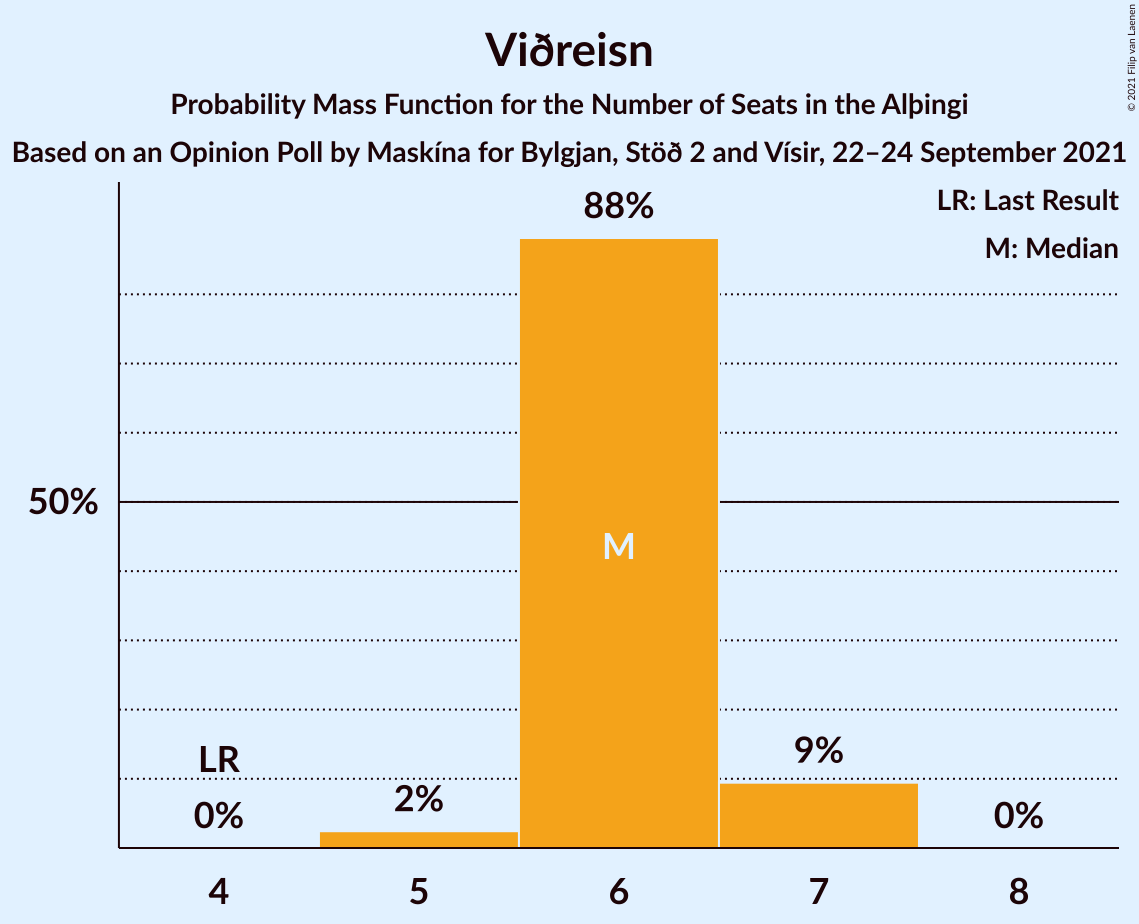 Viðreisn
Probability Mass Function for the Number of Seats in the Alþingi
Based on an Opinion Poll by Maskína for Bylgjan, Stöð 2 and Vísir, 22–24 September 2021
© 2021 Filip van Laenen
LR: Last Result
M: Median
88%
50%
M
LR
0%
2%
9%
0%
4
5
6
7
8